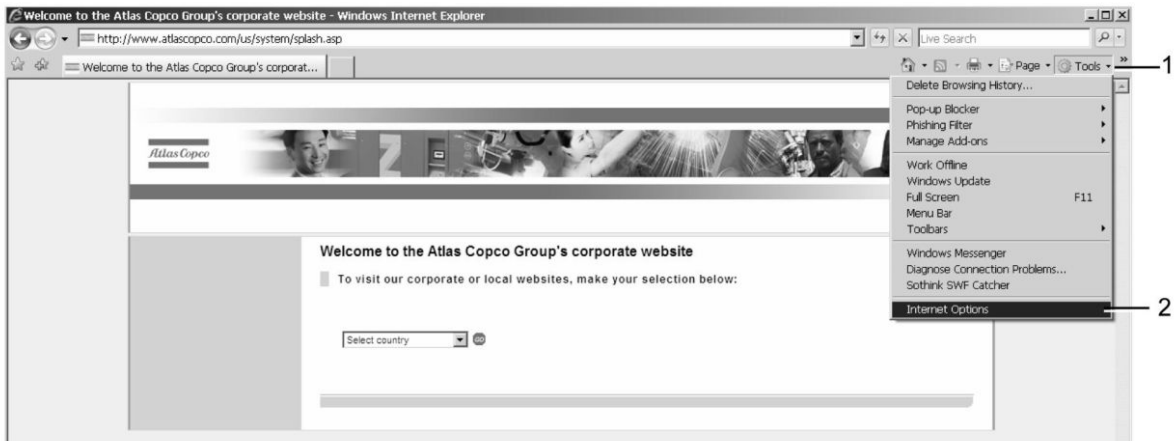 Welcome to the Atlas Copco Group's corporate website - Windows Internet Explorer
http://www.atlascopco.com/us/system/splash.asp
Live Search
Welcome to the Atlas Copco Group's corporat...
Page
Tools
»
1
Delete Browsing History...
Pop-up Blocker
Phishing Filter
Manage Add-ons
Work Offline
Windows Update
Full Screen F11
Menu Bar
Toolbars
Windows Messenger
Diagnose Connection Problems...
Sothink SWF Catcher
Internet Options
2
Atlas Copco
Welcome to the Atlas Copco Group's corporate website
To visit our corporate or local websites, make your selection below:
Select country
GO